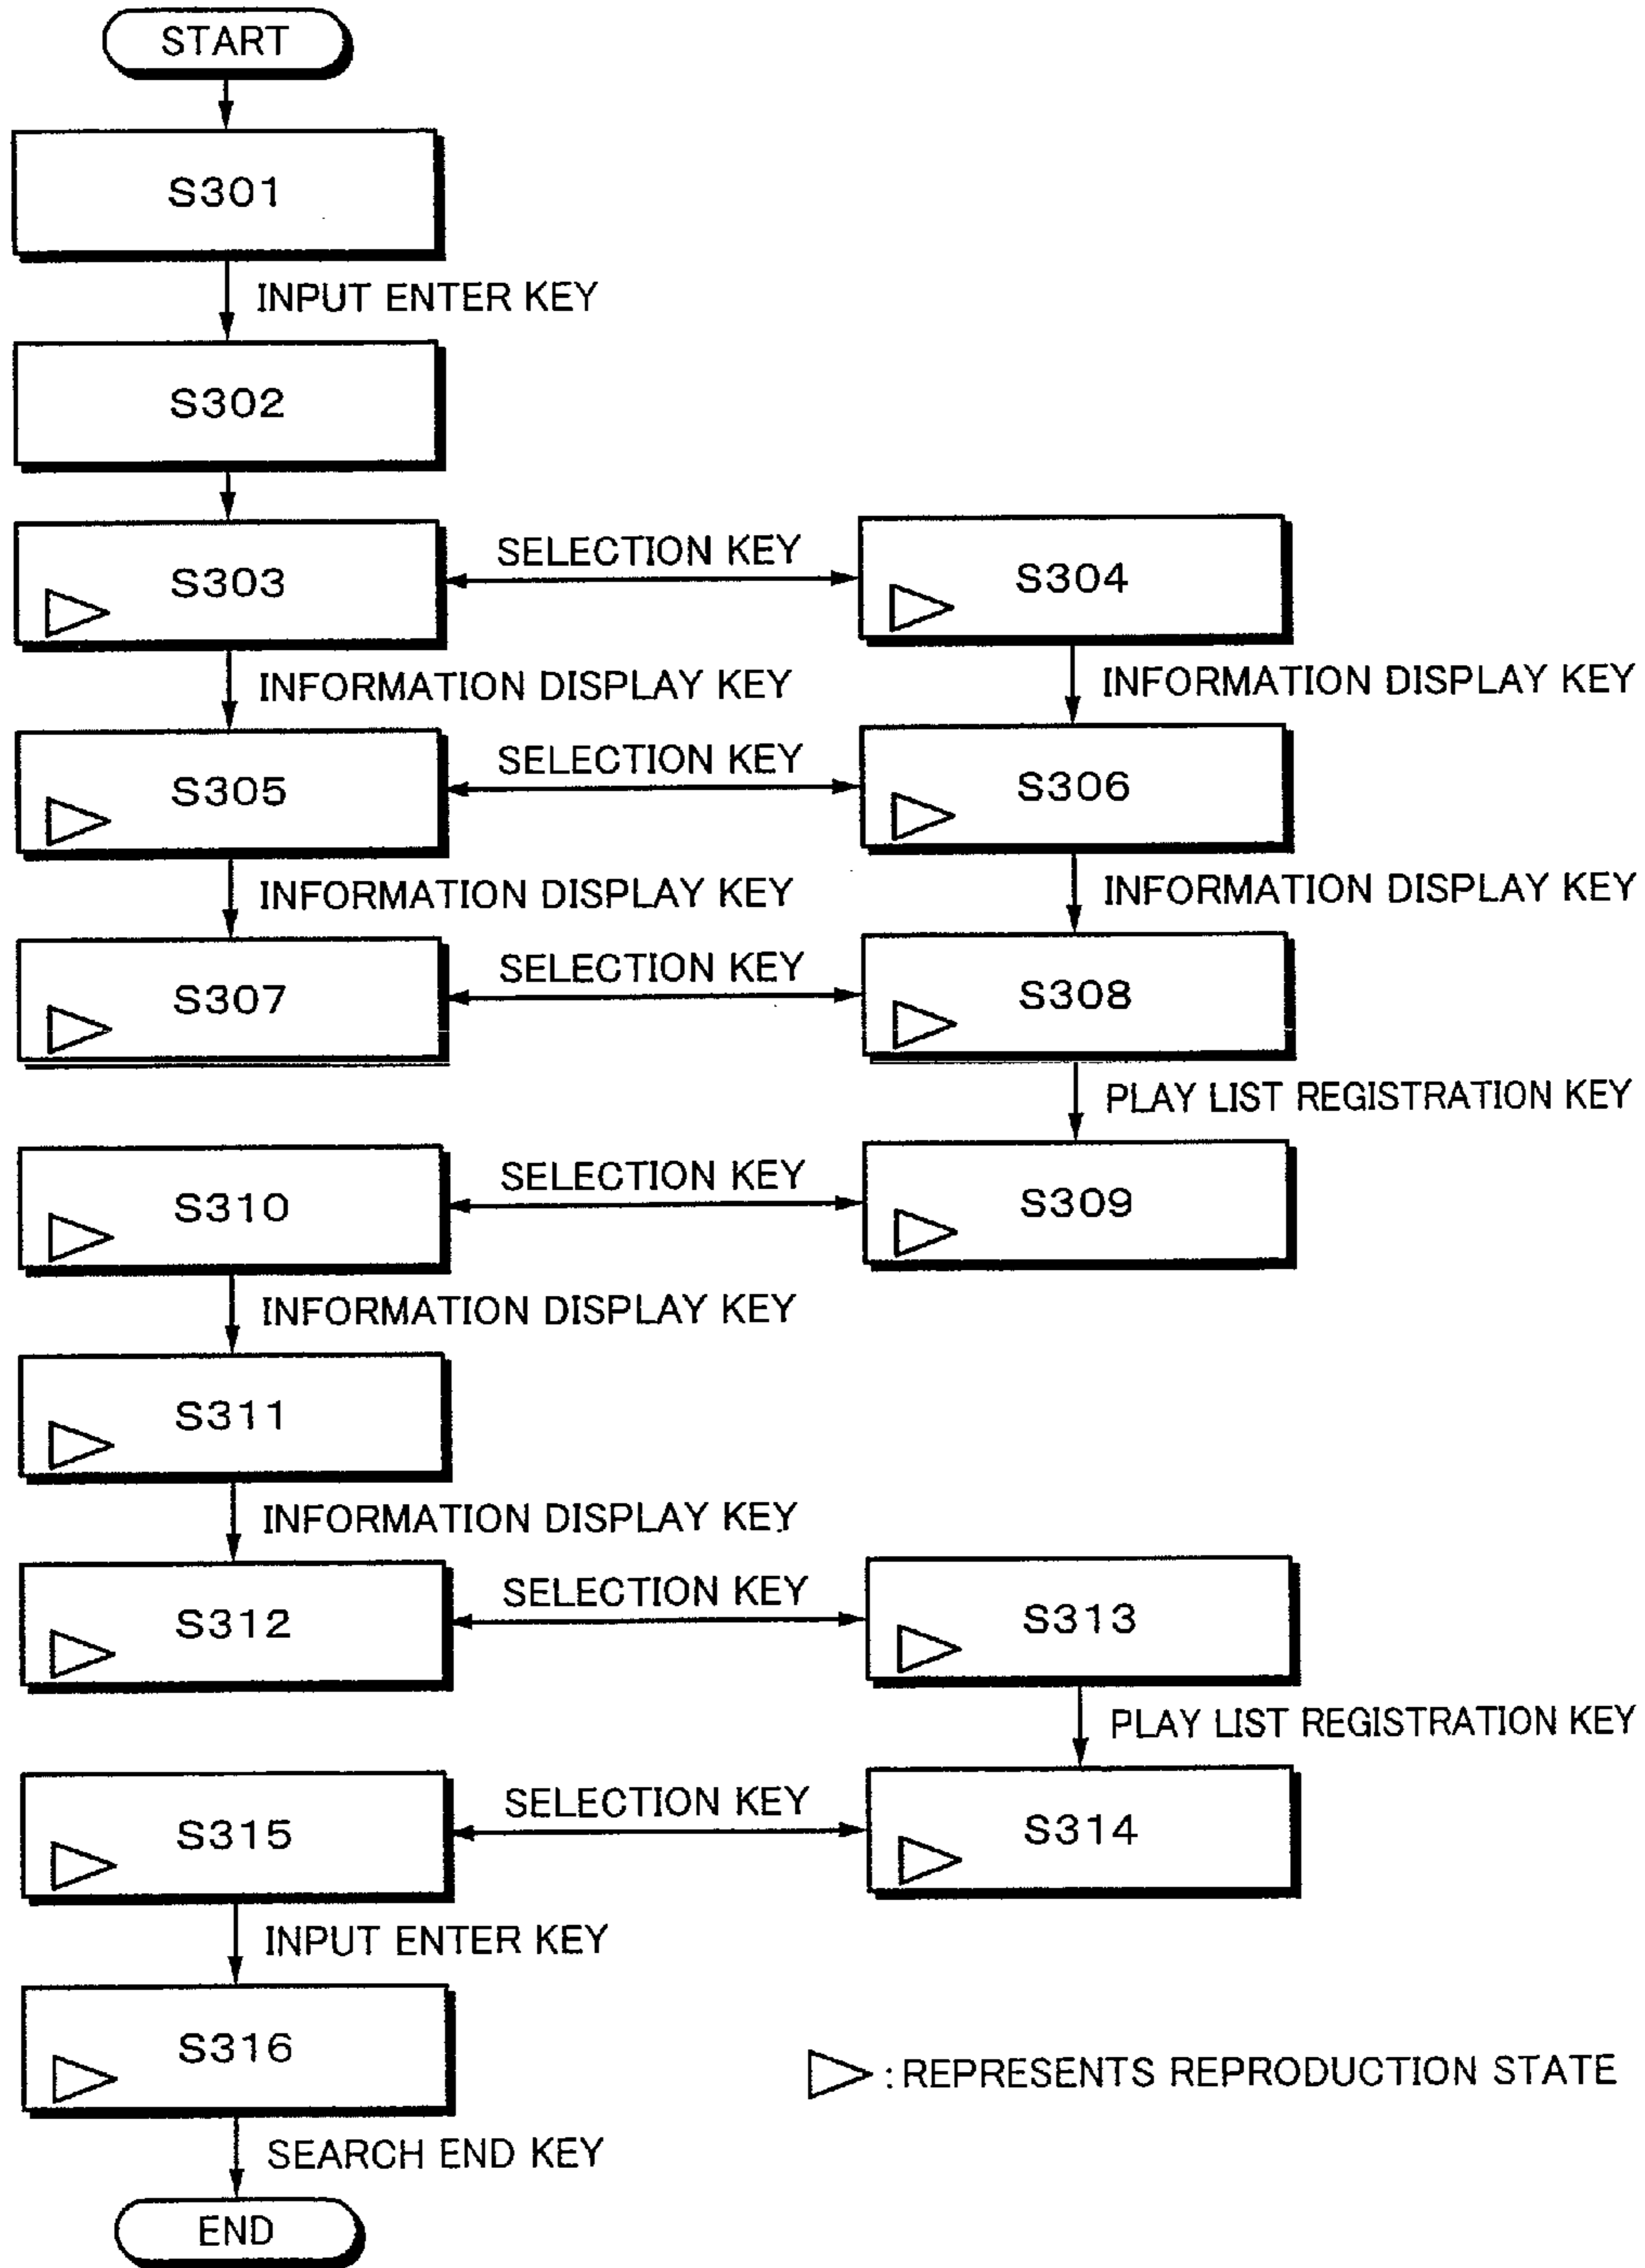 START
S301
INPUT ENTER KEY
S302
S303
SELECTION KEY
S304
INFORMATION DISPLAY KEY
INFORMATION DISPLAY KEY
S305
SELECTION KEY
S306
INFORMATION DISPLAY KEY
INFORMATION DISPLAY KEY
S307
SELECTION KEY
S308
PLAY LIST REGISTRATION KEY
S310
SELECTION KEY
S309
INFORMATION DISPLAY KEY
S311
INFORMATION DISPLAY KEY
S312
SELECTION KEY
S313
PLAY LIST REGISTRATION KEY
S315
SELECTION KEY
S314
INPUT ENTER KEY
S316
: REPRESENTS REPRODUCTION STATE
SEARCH END KEY
END